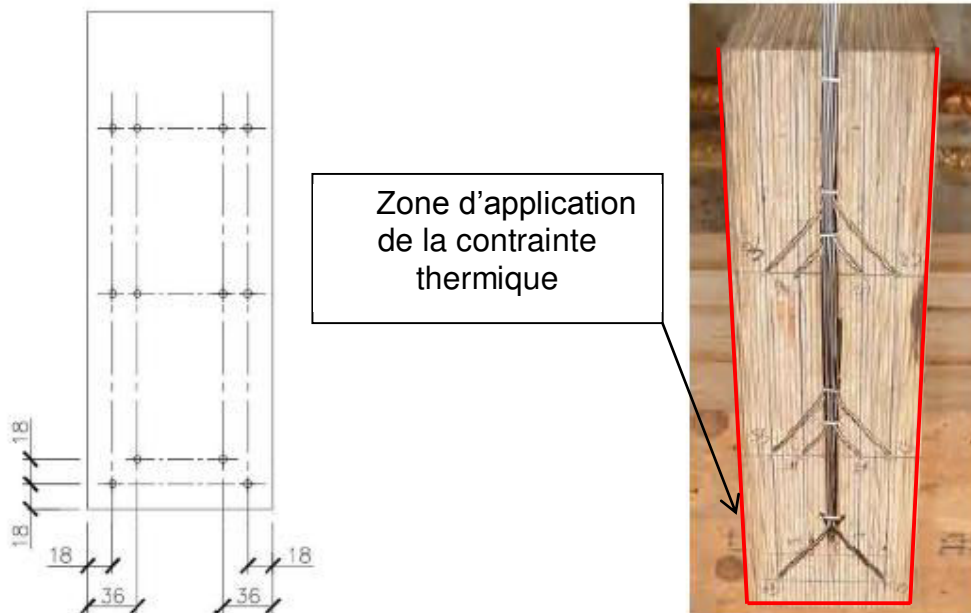 18
18
18
36
36
18
Zone d'application
de la contrainte
thermique